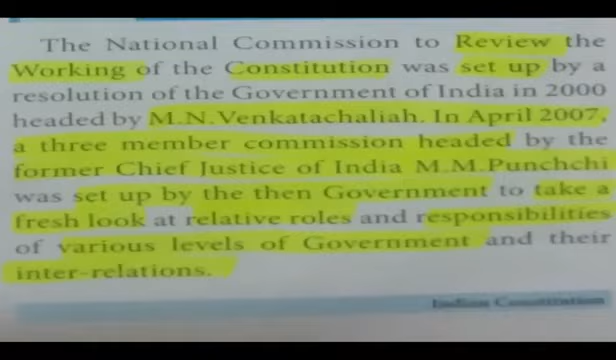 The National Commission to Review the
Working of the Constitution was set up by a
resolution of the Government of India in 2000
headed by M.N.Venkatachaliah. In April 2007,
a three member commission headed by the
former Chief Justice of India M.M.Punchchi
was set up by the then Government to take a
fresh look at relative roles and responsibilities
of various levels of Government and their
inter-relations.
Indian Constitution